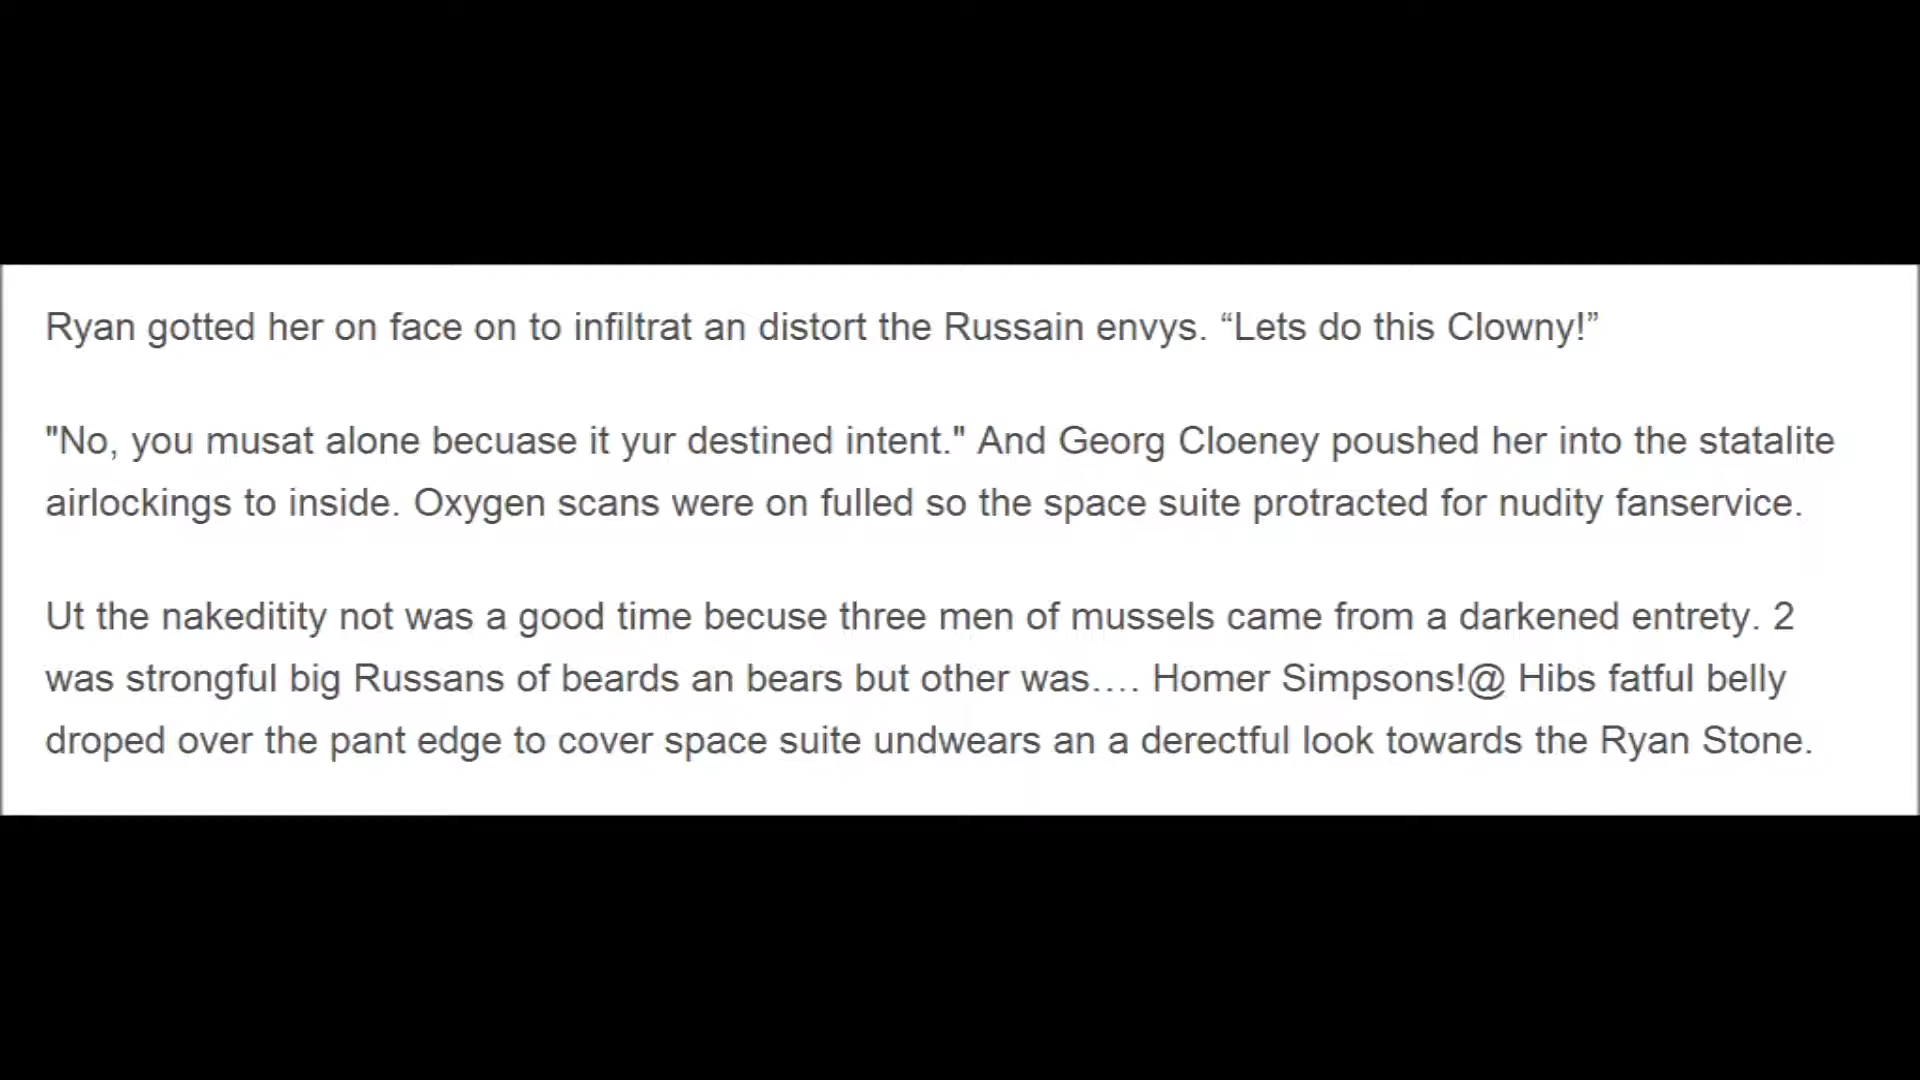 Ryan gotted her on face on to infiltrat an distort the Russain envys. “Lets do this Clowny!”
"No, you musat alone becuase it yur destined intent." And Georg Cloeney poushed her into the statalite
airlockings to inside. Oxygen scans were on fulled so the space suite protracted for nudity fanservice.
Ut the nakeditity not was a good time becuse three men of mussels came from a darkened entrety. 2
was strongful big Russans of beards an bears but other was…. Homer Simpsons!@ Hibs fatful belly
droped over the pant edge to cover space suite undwears an a derectful look towards the Ryan Stone.